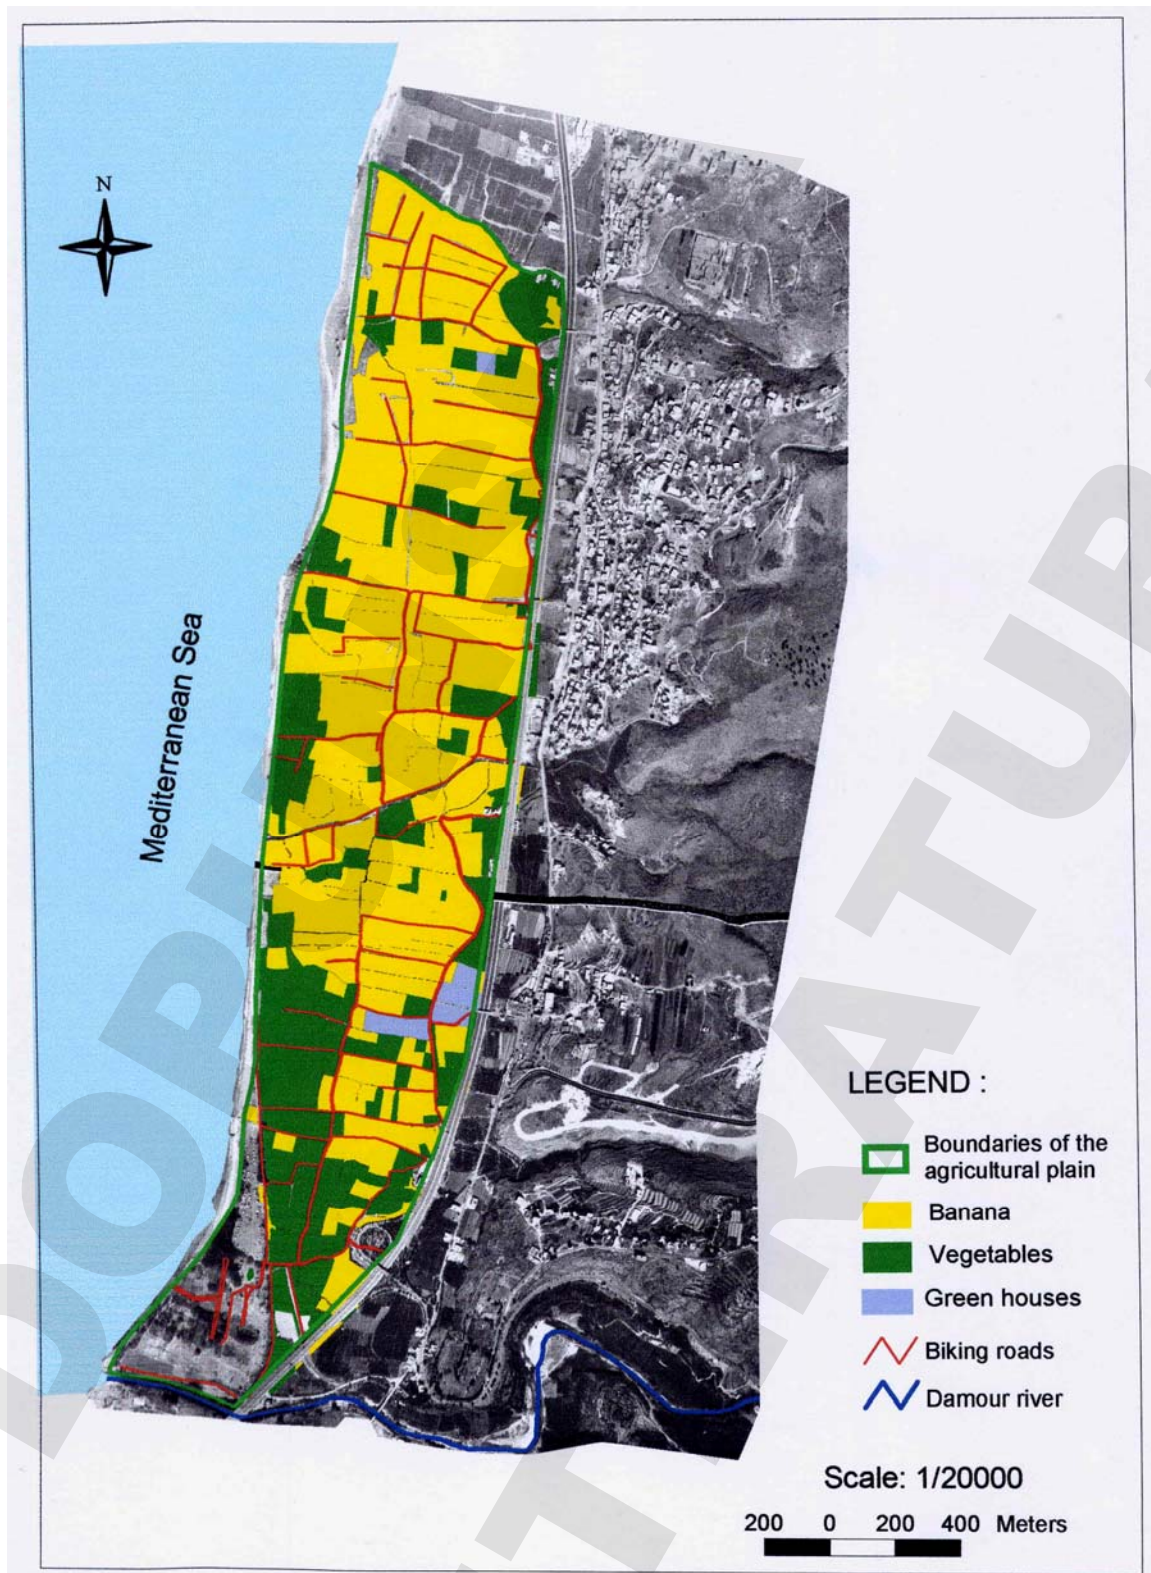 N
Mediterranean Sea
LEGEND :
Boundaries of the
agricultural plain
Banana
Vegetables
Green houses
Biking roads
Damour river
Scale: 1/20000
200 0 200 400 Meters